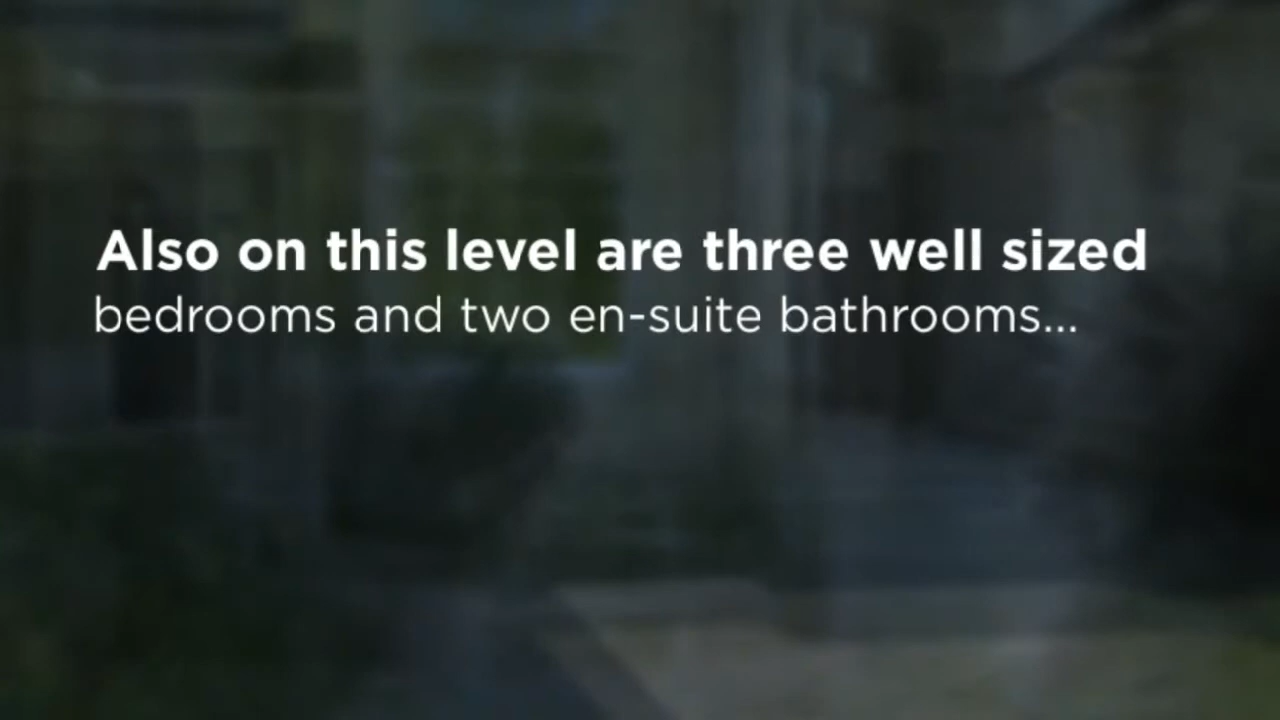 Also on this level are three well sized
bedrooms and two en-suite bathrooms...